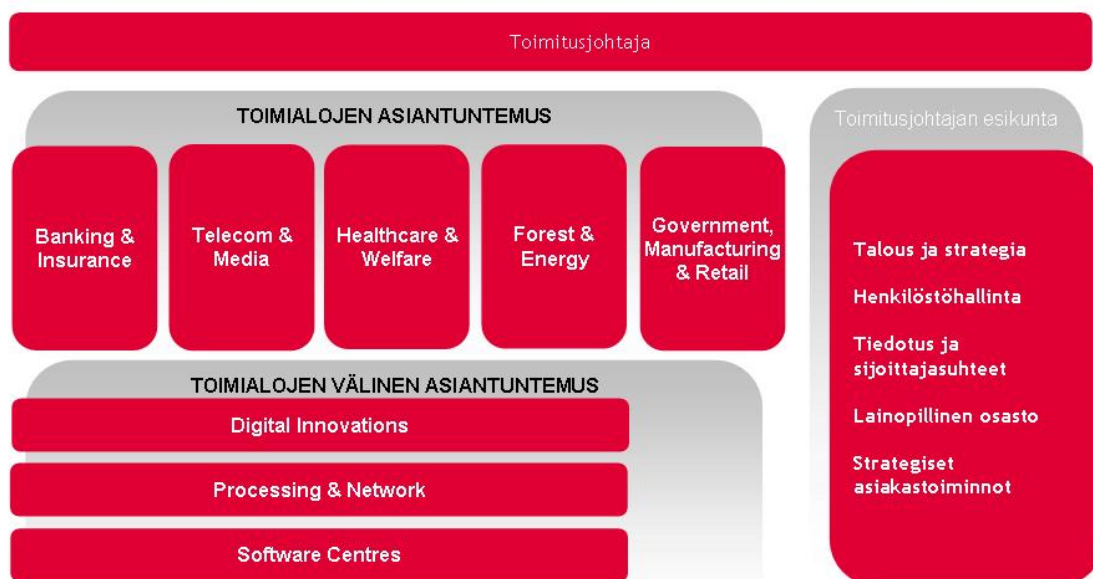 Toimitusjohtaja
TOIMIALOJEN ASIANTUNTEMUS
Banking &
Insurance
Telecom &
Media
Healthcare &
Welfare
Forest &
Energy
Government,
Manufacturing
& Retail
TOIMIALOJEN VÄLINEN ASIANTUNTEMUS
Digital Innovations
Processing & Network
Software Centres
Toimitusjohtajan esikunta
Talous ja strategia
Henkilöstöhallinta
Tiedotus ja
sijoittajasuhteet
Lainopillinen osasto
Strategiset
asiakastoiminnot